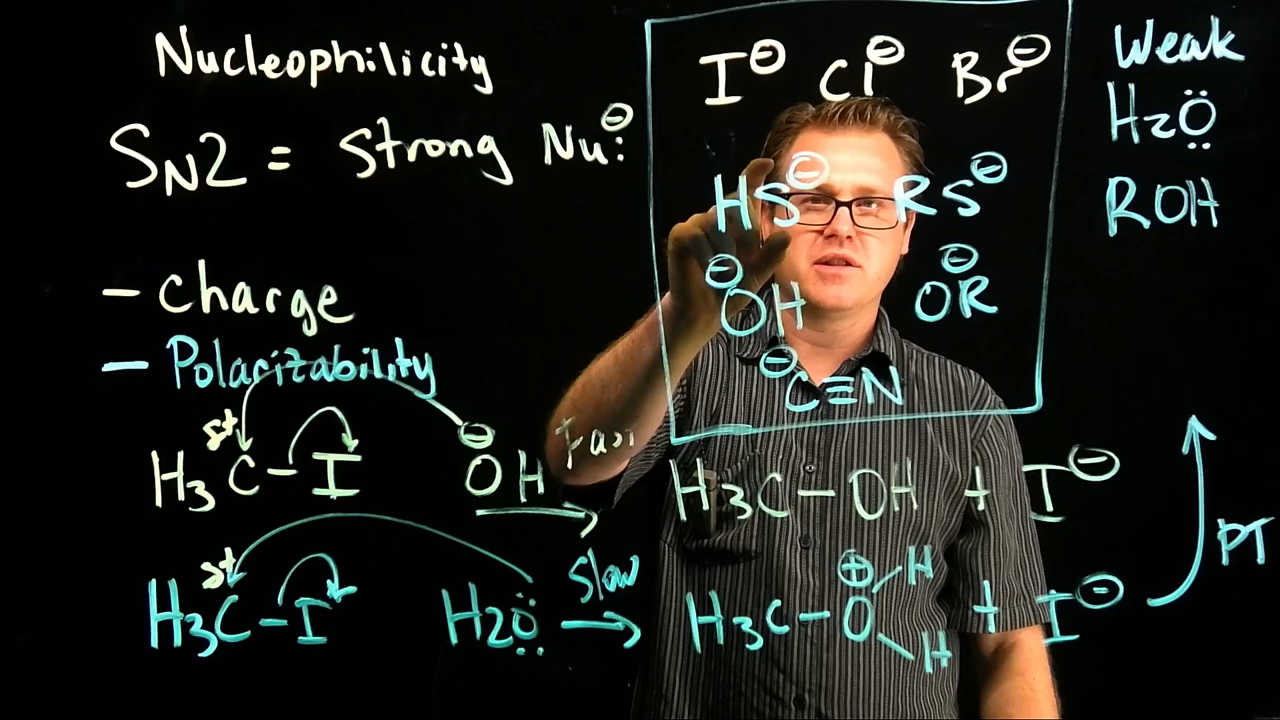 Nucleophilicity
SN2 = Strong Nu:⊖
- Charge
- Polarizability
I⊖ Cl⊖ Br⊖
HS⊖ RS⊖
⊖OH ⊖OR
⊖C≡N
Weak
H2Ö:
ROH
H3C-I ⊖OH Fast → H3C-OH + I⊖
δ+
H3C-I H2Ö: slow → H3C-O⊕-H + I⊖
δ+
H
PT